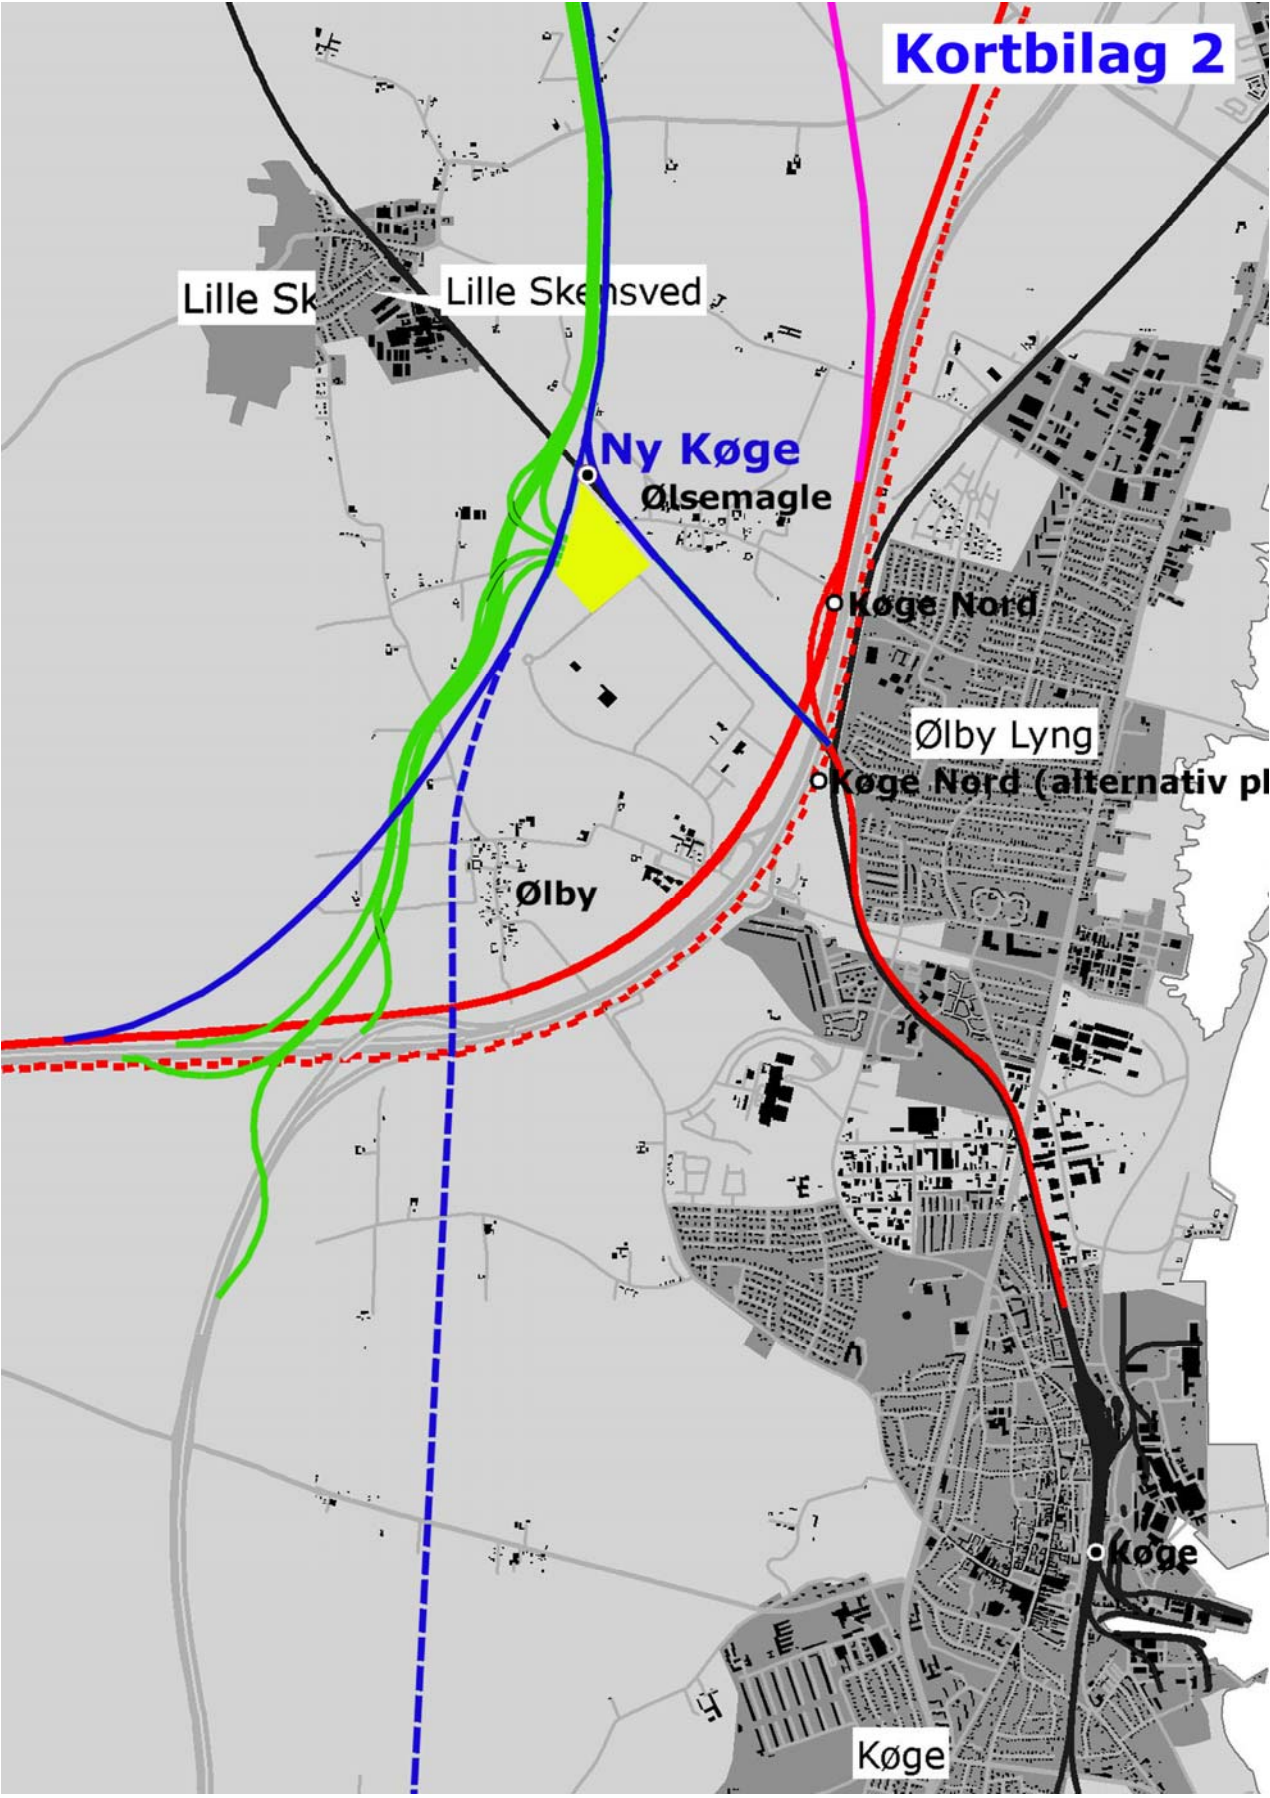 Kortbilag 2
Lille Sk
Lille Skensved
Ny Køge
Ølsemagle
Køge Nord
Ølby Lyng
Køge Nord (alternativ pl
Ølby
Køge
Køge